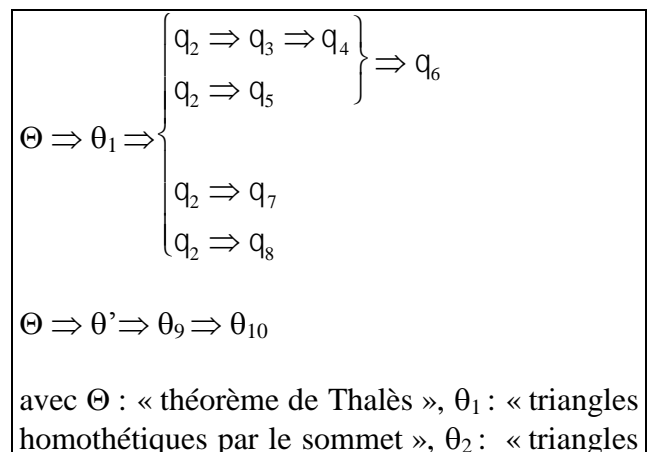 q₂ ⇒ q₃ ⇒ q₄
q₂ ⇒ q₅
⇒ q₆
Θ ⇒ θ₁ ⇒
q₂ ⇒ q₇
q₂ ⇒ q₈
Θ ⇒ θ’ ⇒ θ₉ ⇒ θ₁₀
avec Θ : « théorème de Thalès », θ₁ : « triangles
homothétiques par le sommet », θ₂ : « triangles